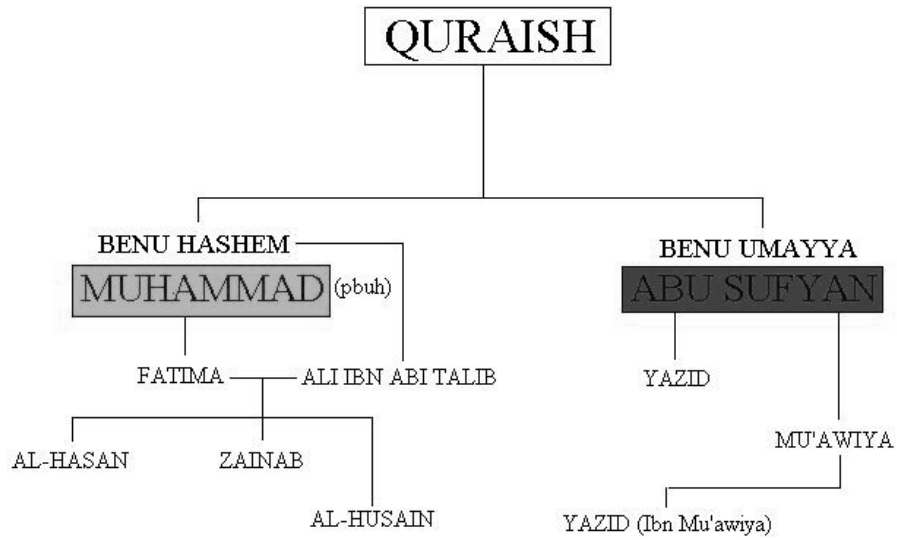 QURAISH
BENU HASHEM
BENU UMAYYA
MUHAMMAD (pbuh)
ABU SUFYAN
FATIMA
ALI IBN ABI TALIB
YAZID
AL-HASAN
ZAINAB
MU'AWIYA
AL-HUSAIN
YAZID (Ibn Mu'awiya)